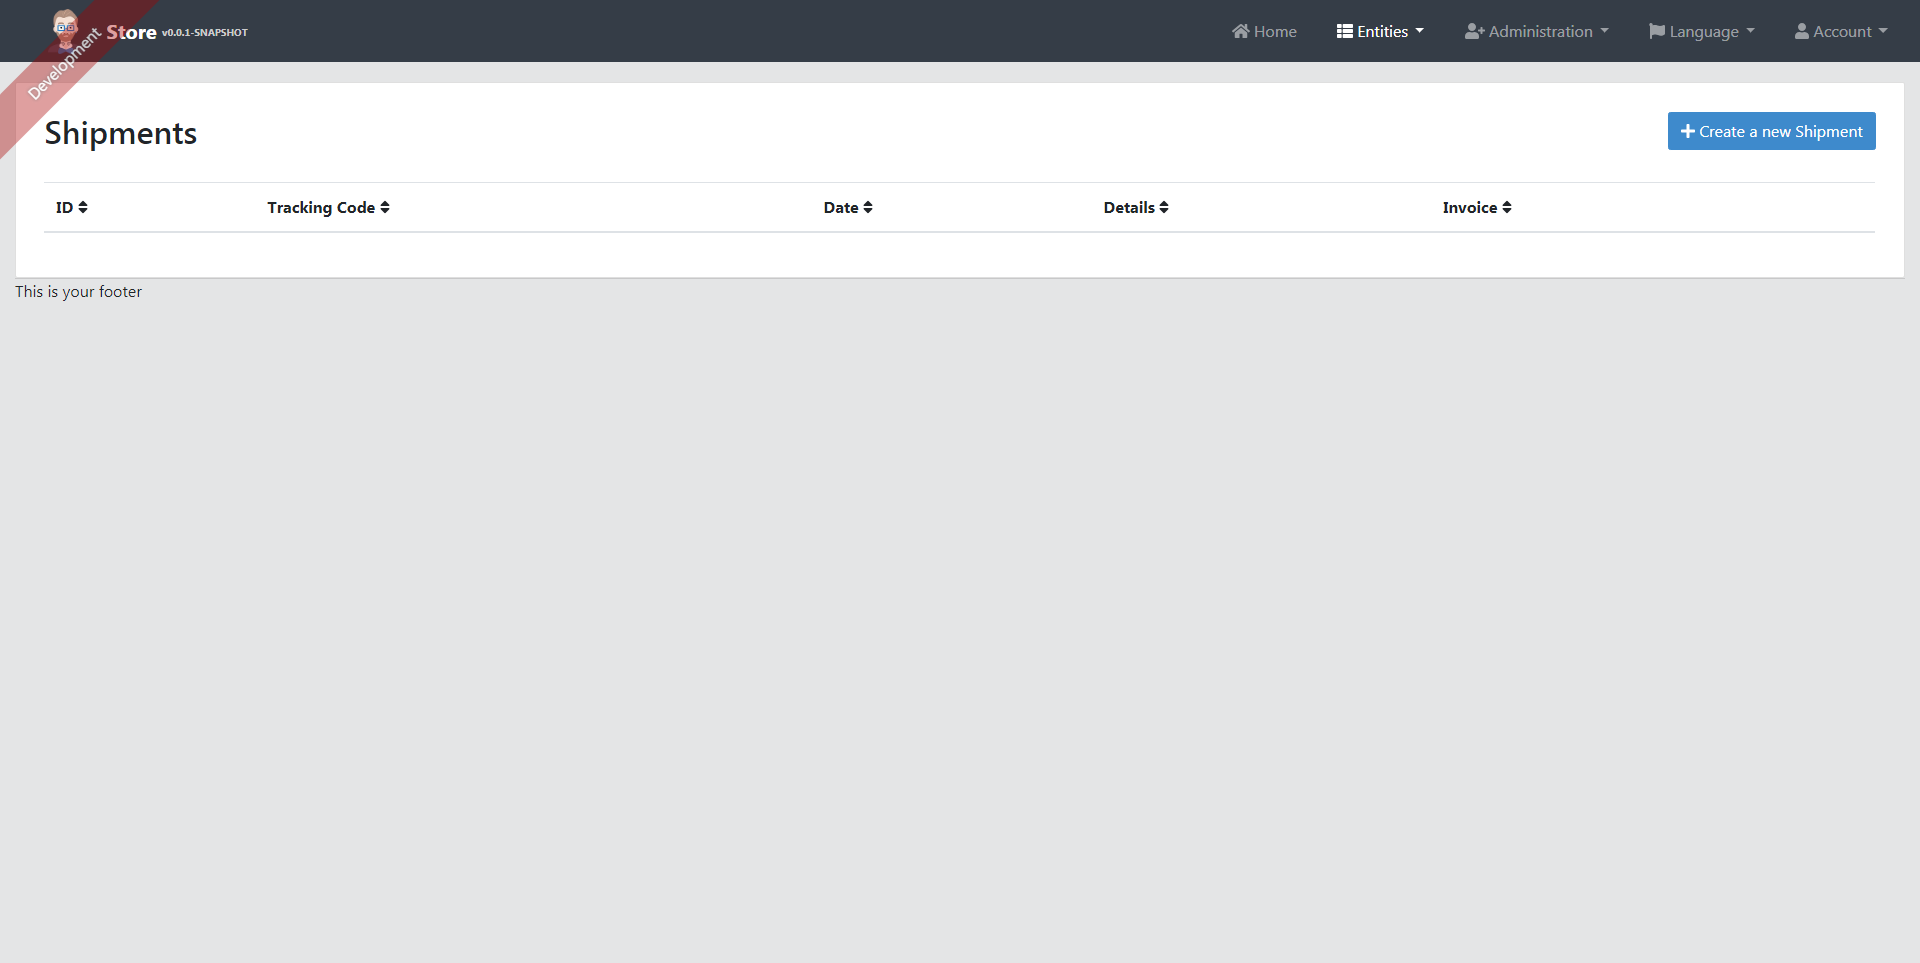 Development
Store v0.0.1-SNAPSHOT
Home Entities Administration Language Account
Shipments
Create a new Shipment
ID Tracking Code Date Details Invoice
This is your footer